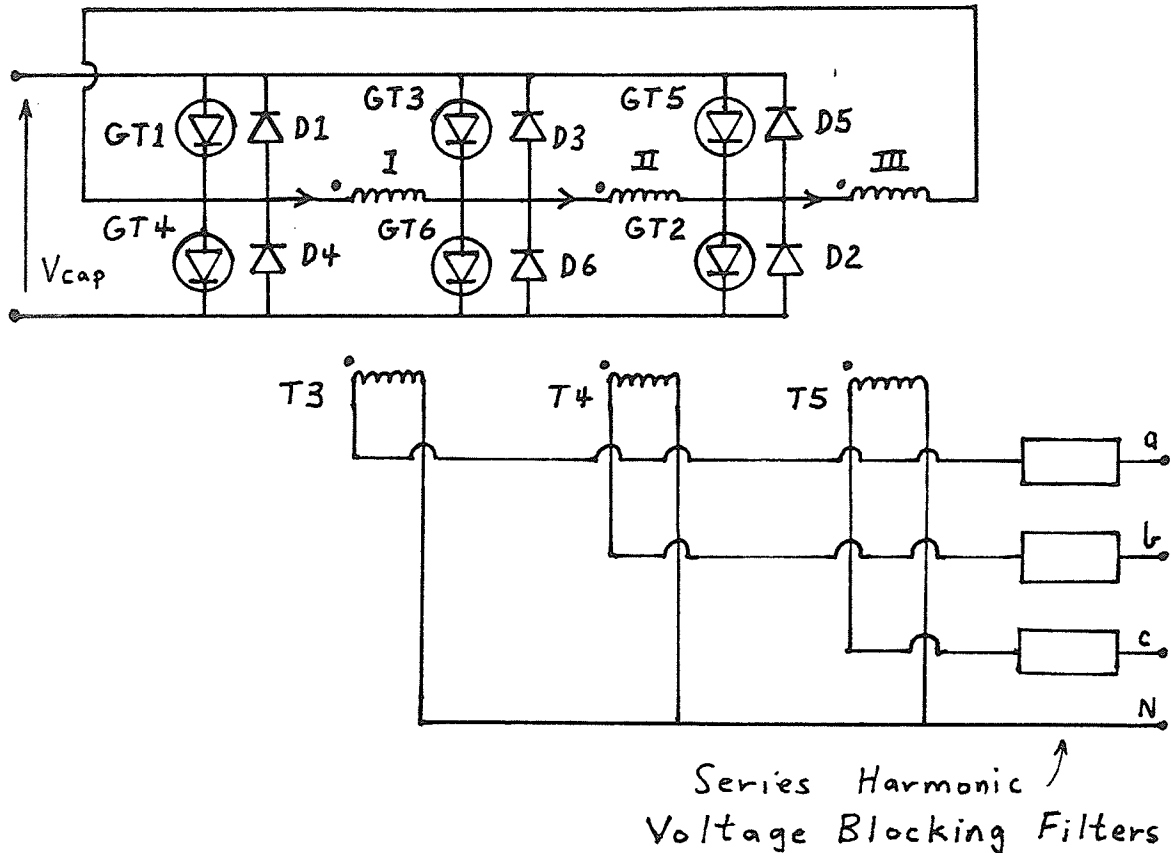 GT1
D1
GT3
D3
GT5
D5
I
II
III
GT4
D4
GT6
D6
GT2
D2
Vcap
T3
T4
T5
a
b
c
N
Series Harmonic
Voltage Blocking Filters